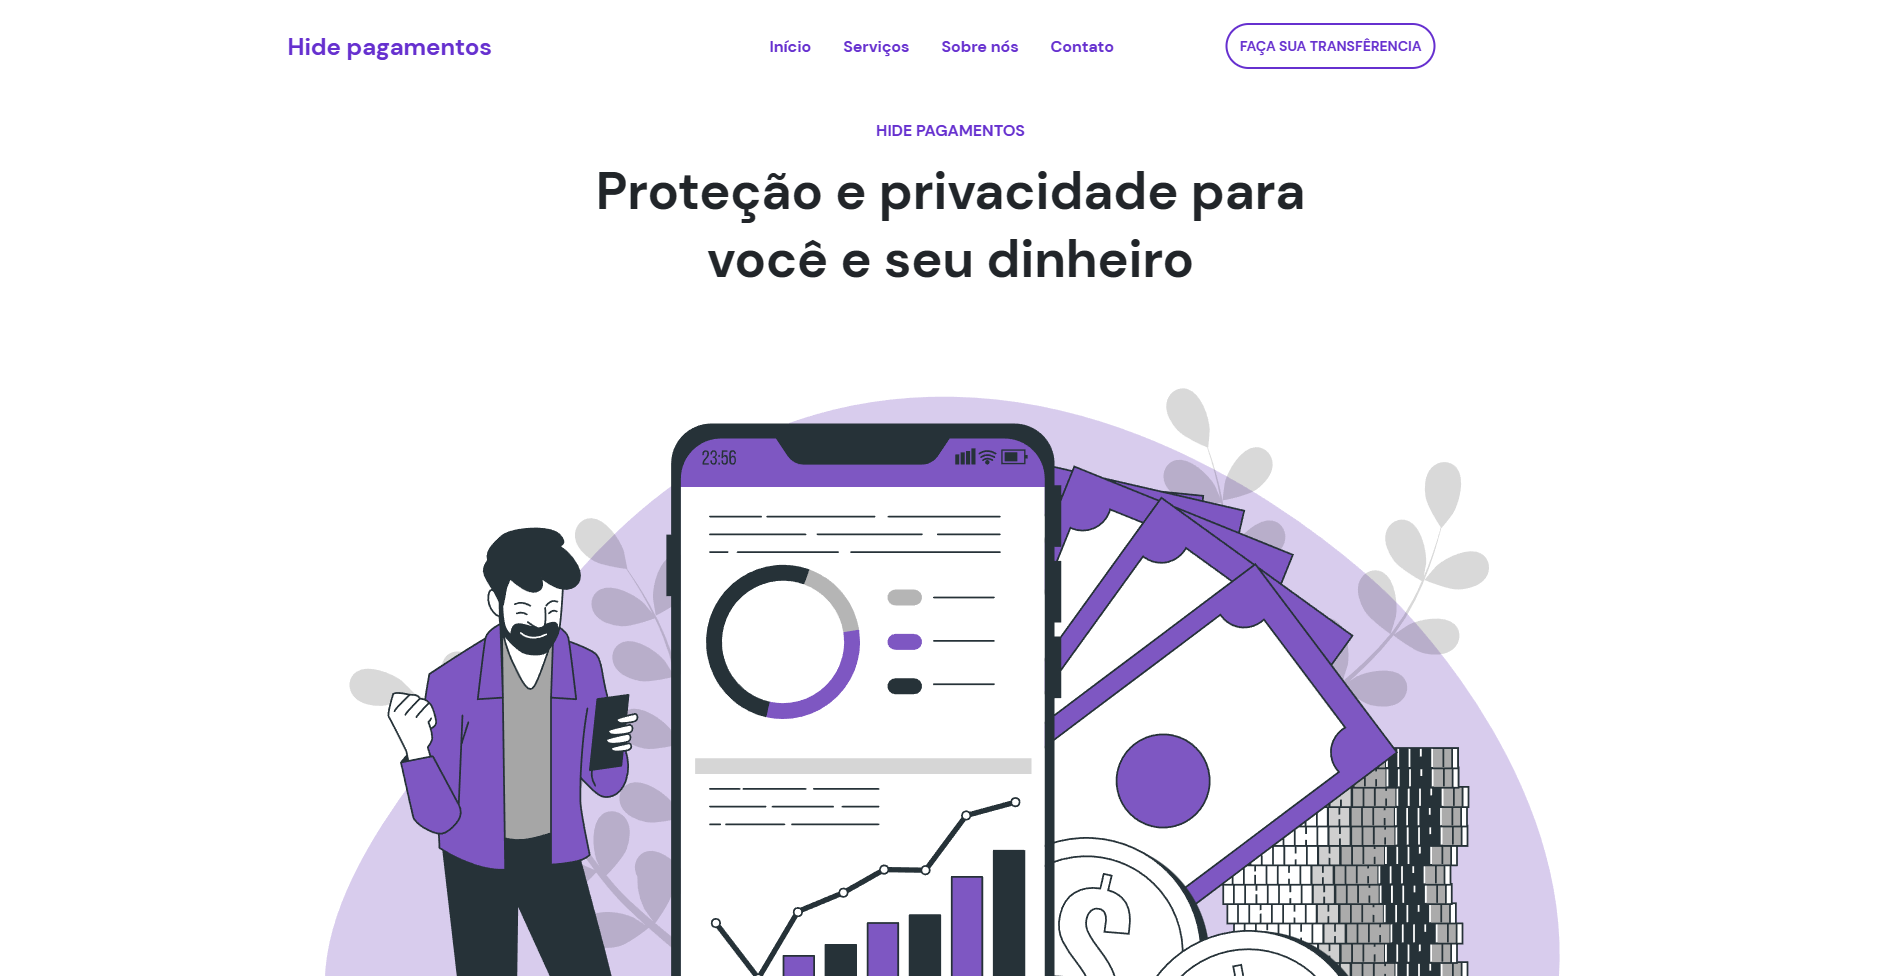 Hide pagamentos
Início
Serviços
Sobre nós
Contato
FAÇA SUA TRANSFÊRENCIA
HIDE PAGAMENTOS
Proteção e privacidade para
você e seu dinheiro
23:56
$